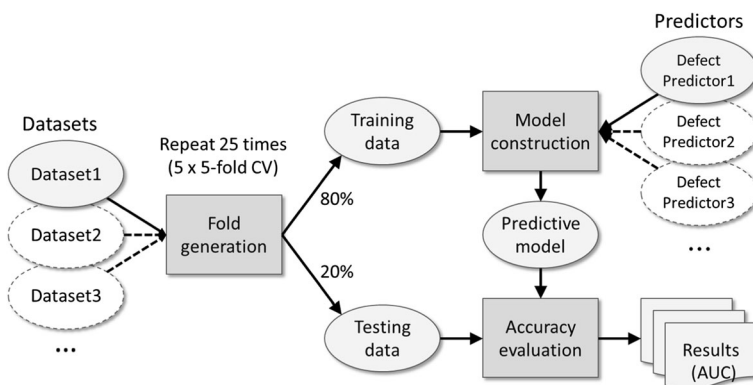 Predictors
Defect
Predictor1
Defect
Predictor2
Defect
Predictor3
...
Datasets
Dataset1
Dataset2
Dataset3
...
Repeat 25 times
(5 x 5-fold CV)
Fold
generation
80%
20%
Training
data
Testing
data
Model
construction
Predictive
model
Accuracy
evaluation
Results
(AUC)